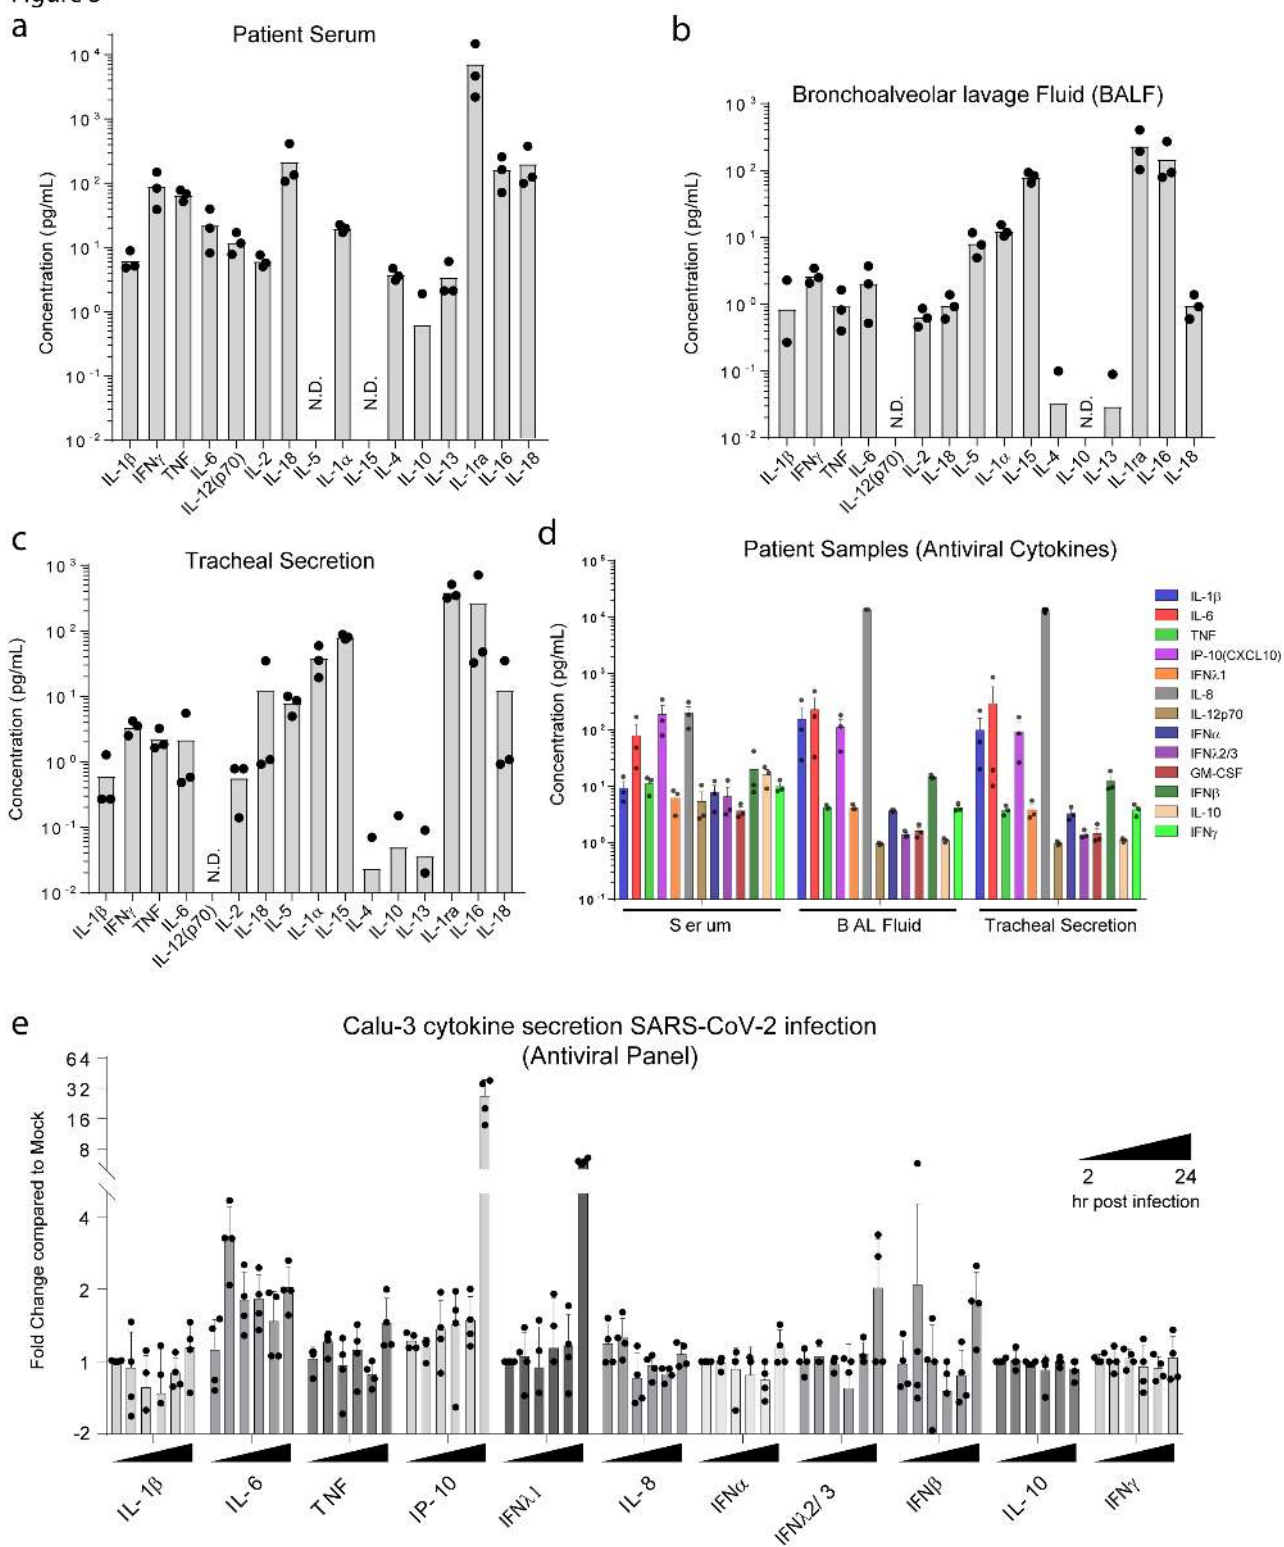 a
Patient Serum
Concentration (pg/mL)
10⁴
10³
10²
10¹
10⁰
10⁻¹
10⁻²
N.D.
N.D.
IL-1β
IFNγ
TNF
IL-6
IL-12(p70)
IL-2
IL-18
IL-5
IL-1α
IL-15
IL-4
IL-10
IL-13
IL-1ra
IL-16
IL-18
b
Bronchoalveolar lavage Fluid (BALF)
Concentration (pg/mL)
10³
10²
10¹
10⁰
10⁻¹
10⁻²
N.D.
N.D.
IL-1β
IFNγ
TNF
IL-6
IL-12(p70)
IL-2
IL-18
IL-5
IL-1α
IL-15
IL-4
IL-10
IL-13
IL-1ra
IL-16
IL-18
c
Tracheal Secretion
Concentration (pg/mL)
10³
10²
10¹
10⁰
10⁻¹
10⁻²
N.D.
IL-1β
IFNγ
TNF
IL-6
IL-12(p70)
IL-2
IL-18
IL-5
IL-1α
IL-15
IL-4
IL-10
IL-13
IL-1ra
IL-16
IL-18
d
Patient Samples (Antiviral Cytokines)
Concentration (pg/mL)
10⁵
10⁴
10³
10²
10¹
10⁰
10⁻¹
Serum
BAL Fluid
Tracheal Secretion
IL-1β
IL-6
TNF
IP-10(CXCL10)
IFNλ1
IL-8
IL-12p70
IFNα
IFNλ2/3
GM-CSF
IFNβ
IL-10
IFNγ
e
Calu-3 cytokine secretion SARS-CoV-2 infection
(Antiviral Panel)
Fold Change compared to Mock
64
32
16
8
4
2
1
-2
2 24
hr post infection
IL-1β
IL-6
TNF
IP-10
IFNλ1
IL-8
IFNα
IFNλ2/3
IFNβ
IL-10
IFNγ